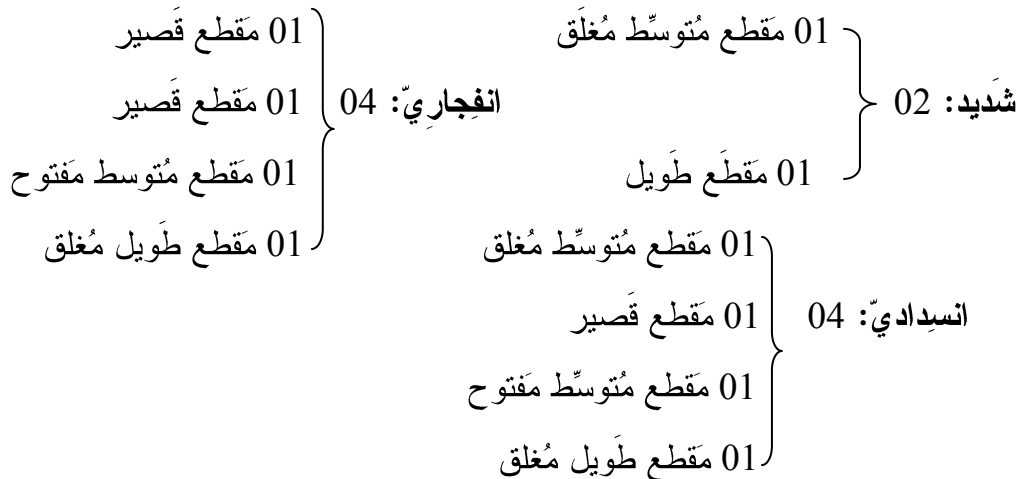 شَديد: 02
01 مَقطع مُتوسِّط مُغلَق
01 مَقطَع طَويل
انفِجارِيّ: 04
01 مَقطع قَصير
01 مَقطع قَصير
01 مَقطع مُتوسط مَفتوح
01 مَقطع طَويل مُغلق
انسِداديّ: 04
01 مَقطع مُتوسِّط مُغلق
01 مَقطع قَصير
01 مَقطع مُتوسِّط مَفتوح
01 مَقطع طَويل مُغلق